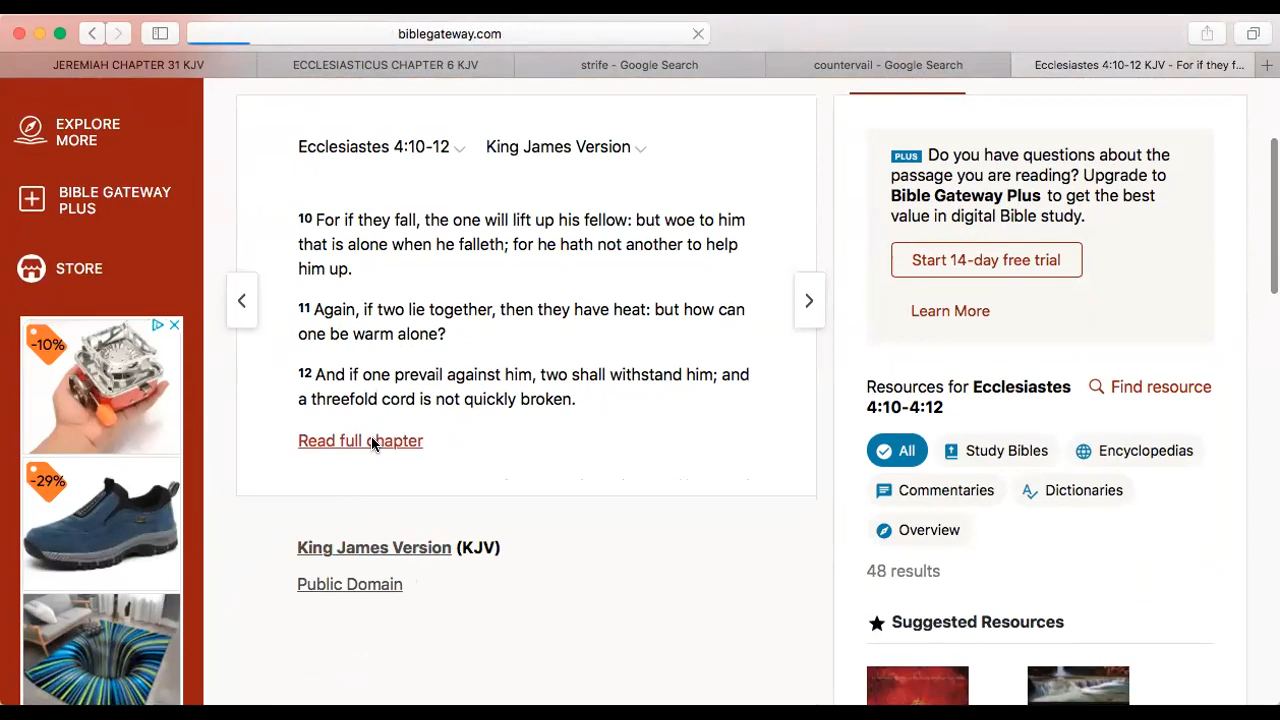 biblegateway.com
JEREMIAH CHAPTER 31 KJV
ECCLESIASTICUS CHAPTER 6 KJV
strife - Google Search
countervail - Google Search
Ecclesiastes 4:10-12 KJV - For if they f...
EXPLORE
MORE
BIBLE GATEWAY
PLUS
STORE
-10%
-29%
Ecclesiastes 4:10-12
King James Version
10 For if they fall, the one will lift up his fellow: but woe to him
that is alone when he falleth; for he hath not another to help
him up.
11 Again, if two lie together, then they have heat: but how can
one be warm alone?
12 And if one prevail against him, two shall withstand him; and
a threefold cord is not quickly broken.
Read full chapter
King James Version (KJV)
Public Domain
PLUS Do you have questions about the
passage you are reading? Upgrade to
Bible Gateway Plus to get the best
value in digital Bible study.
Start 14-day free trial
Learn More
Resources for Ecclesiastes
4:10-4:12
Find resource
All
Study Bibles
Encyclopedias
Commentaries
Dictionaries
Overview
48 results
Suggested Resources